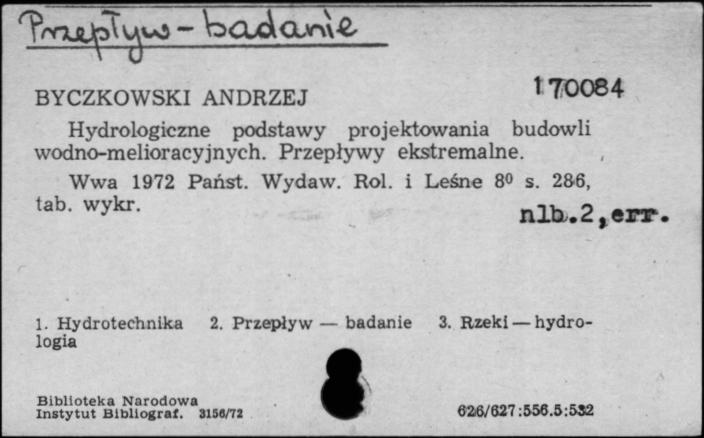 Przepływ - badanie
170084
BYCZKOWSKI ANDRZEJ
Hydrologiczne podstawy projektowania budowli
wodno-melioracyjnych. Przepływy ekstremalne.
Wwa 1972 Państ. Wydaw. Rol. i Leśne 8⁰ s. 286,
tab. wykr.
nlb.2,err.
1. Hydrotechnika 2. Przepływ — badanie 3. Rzeki — hydro-
logia
Biblioteka Narodowa
Instytut Bibliograf. 3156/72
626/627:556.5:532